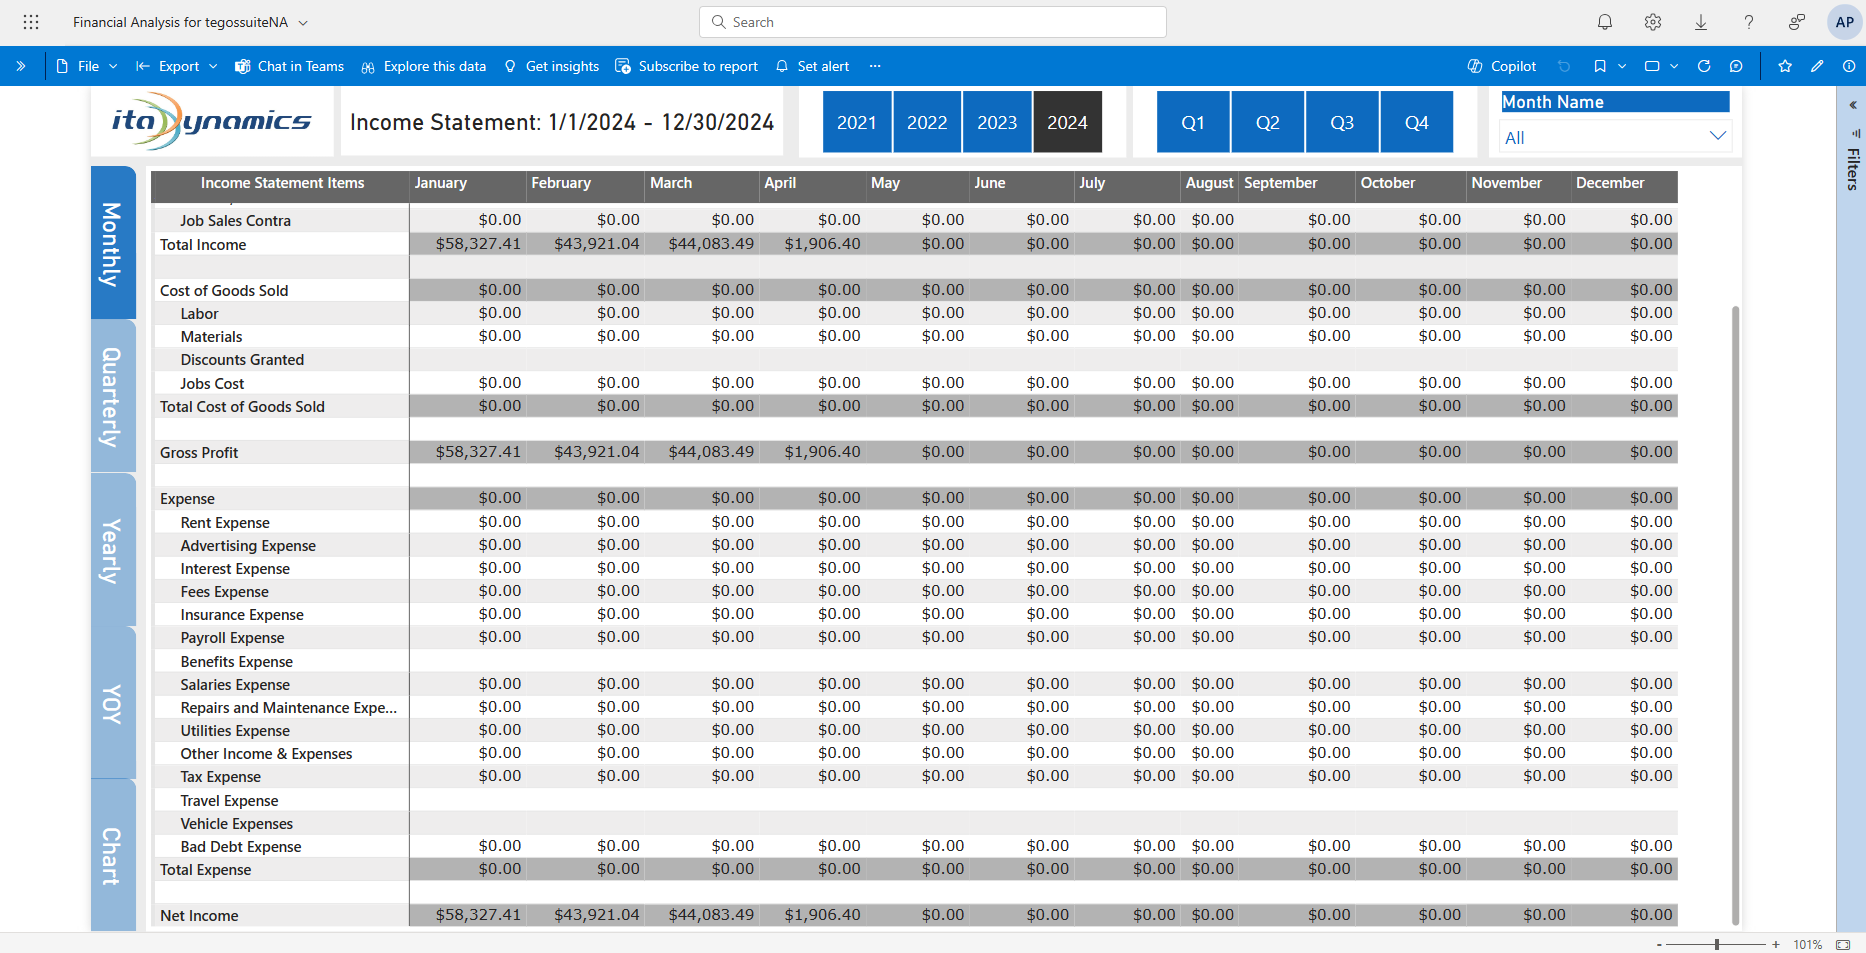 Financial Analysis for tegossuiteNA
Search
AP
File Export Chat in Teams Explore this data Get insights Subscribe to report Set alert ... Copilot
itaDynamics
Income Statement: 1/1/2024 - 12/30/2024
2021 2022 2023 2024
Q1 Q2 Q3 Q4
Month Name
All
Filters
Monthly
Quarterly
Yearly
YOY
Chart
Income Statement Items January February March April May June July August September October November December
Job Sales Contra $0.00 $0.00 $0.00 $0.00 $0.00 $0.00 $0.00 $0.00 $0.00 $0.00 $0.00 $0.00
Total Income $58,327.41 $43,921.04 $44,083.49 $1,906.40 $0.00 $0.00 $0.00 $0.00 $0.00 $0.00 $0.00 $0.00
Cost of Goods Sold $0.00 $0.00 $0.00 $0.00 $0.00 $0.00 $0.00 $0.00 $0.00 $0.00 $0.00 $0.00
Labor $0.00 $0.00 $0.00 $0.00 $0.00 $0.00 $0.00 $0.00 $0.00 $0.00 $0.00 $0.00
Materials $0.00 $0.00 $0.00 $0.00 $0.00 $0.00 $0.00 $0.00 $0.00 $0.00 $0.00 $0.00
Discounts Granted
Jobs Cost $0.00 $0.00 $0.00 $0.00 $0.00 $0.00 $0.00 $0.00 $0.00 $0.00 $0.00 $0.00
Total Cost of Goods Sold $0.00 $0.00 $0.00 $0.00 $0.00 $0.00 $0.00 $0.00 $0.00 $0.00 $0.00 $0.00
Gross Profit $58,327.41 $43,921.04 $44,083.49 $1,906.40 $0.00 $0.00 $0.00 $0.00 $0.00 $0.00 $0.00 $0.00
Expense $0.00 $0.00 $0.00 $0.00 $0.00 $0.00 $0.00 $0.00 $0.00 $0.00 $0.00 $0.00
Rent Expense $0.00 $0.00 $0.00 $0.00 $0.00 $0.00 $0.00 $0.00 $0.00 $0.00 $0.00 $0.00
Advertising Expense $0.00 $0.00 $0.00 $0.00 $0.00 $0.00 $0.00 $0.00 $0.00 $0.00 $0.00 $0.00
Interest Expense $0.00 $0.00 $0.00 $0.00 $0.00 $0.00 $0.00 $0.00 $0.00 $0.00 $0.00 $0.00
Fees Expense $0.00 $0.00 $0.00 $0.00 $0.00 $0.00 $0.00 $0.00 $0.00 $0.00 $0.00 $0.00
Insurance Expense $0.00 $0.00 $0.00 $0.00 $0.00 $0.00 $0.00 $0.00 $0.00 $0.00 $0.00 $0.00
Payroll Expense $0.00 $0.00 $0.00 $0.00 $0.00 $0.00 $0.00 $0.00 $0.00 $0.00 $0.00 $0.00
Benefits Expense
Salaries Expense $0.00 $0.00 $0.00 $0.00 $0.00 $0.00 $0.00 $0.00 $0.00 $0.00 $0.00 $0.00
Repairs and Maintenance Expe... $0.00 $0.00 $0.00 $0.00 $0.00 $0.00 $0.00 $0.00 $0.00 $0.00 $0.00 $0.00
Utilities Expense $0.00 $0.00 $0.00 $0.00 $0.00 $0.00 $0.00 $0.00 $0.00 $0.00 $0.00 $0.00
Other Income & Expenses $0.00 $0.00 $0.00 $0.00 $0.00 $0.00 $0.00 $0.00 $0.00 $0.00 $0.00 $0.00
Tax Expense $0.00 $0.00 $0.00 $0.00 $0.00 $0.00 $0.00 $0.00 $0.00 $0.00 $0.00 $0.00
Travel Expense
Vehicle Expenses
Bad Debt Expense $0.00 $0.00 $0.00 $0.00 $0.00 $0.00 $0.00 $0.00 $0.00 $0.00 $0.00 $0.00
Total Expense $0.00 $0.00 $0.00 $0.00 $0.00 $0.00 $0.00 $0.00 $0.00 $0.00 $0.00 $0.00
Net Income $58,327.41 $43,921.04 $44,083.49 $1,906.40 $0.00 $0.00 $0.00 $0.00 $0.00 $0.00 $0.00 $0.00
- + 101%